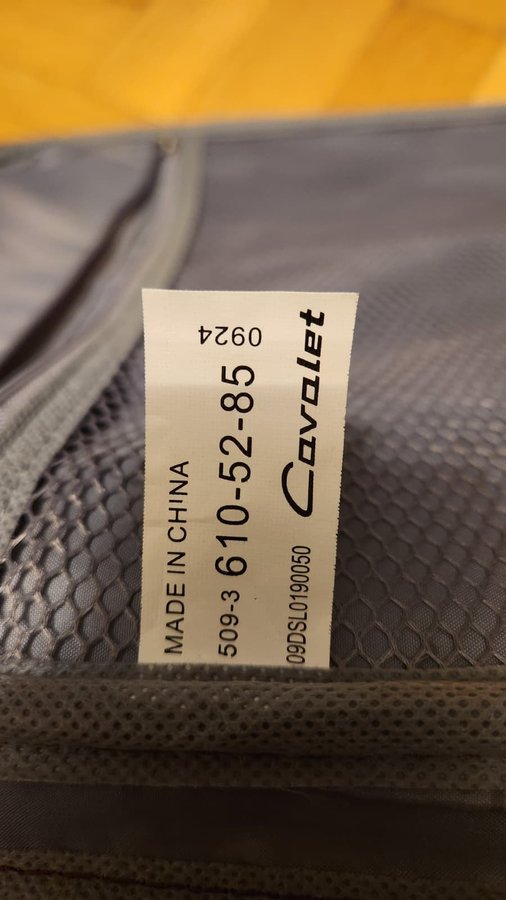 MADE IN CHINA
509-3 610-52-85
0924
09DSL0190050
Cavalet